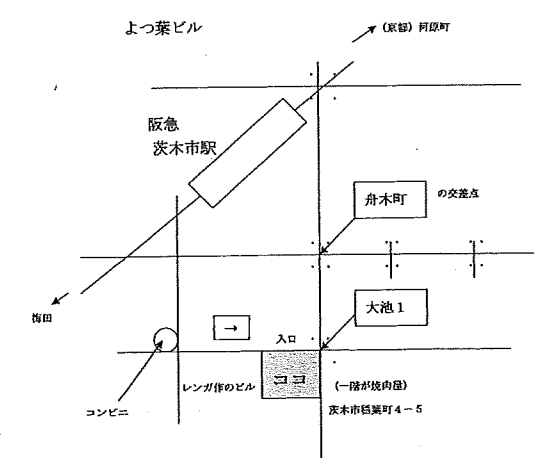 よつ葉ビル
(京都) 河原町
阪急
茨木市駅
舟木町
の交差点
梅田
大池1
→
入口
ココ
レンガ作のビル
(一階が焼肉屋)
コンビニ
茨木市稲葉町4-5